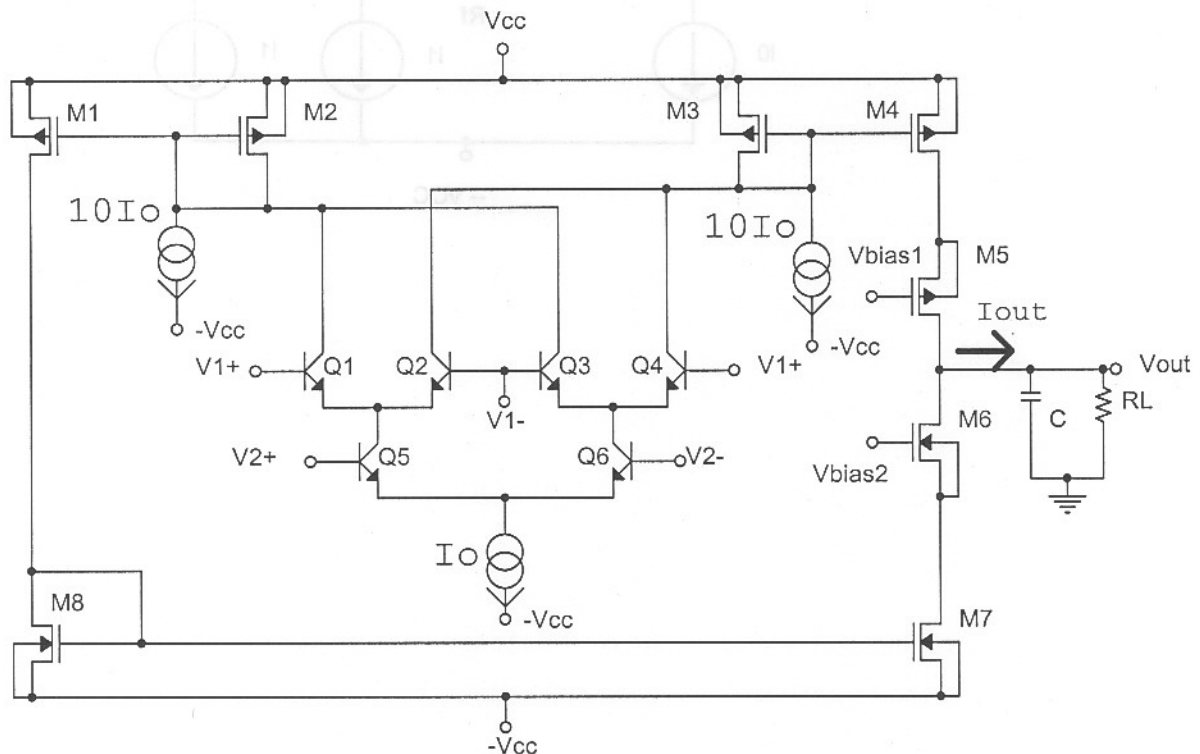 Vcc
M1
M2
M3
M4
10Io
10Io
-Vcc
-Vcc
Vbias1
M5
Iout
Vout
V1+
Q1
Q2
Q3
Q4
V1+
V1-
C
RL
M6
V2+
Q5
Q6
V2-
Vbias2
Io
-Vcc
M8
M7
-Vcc